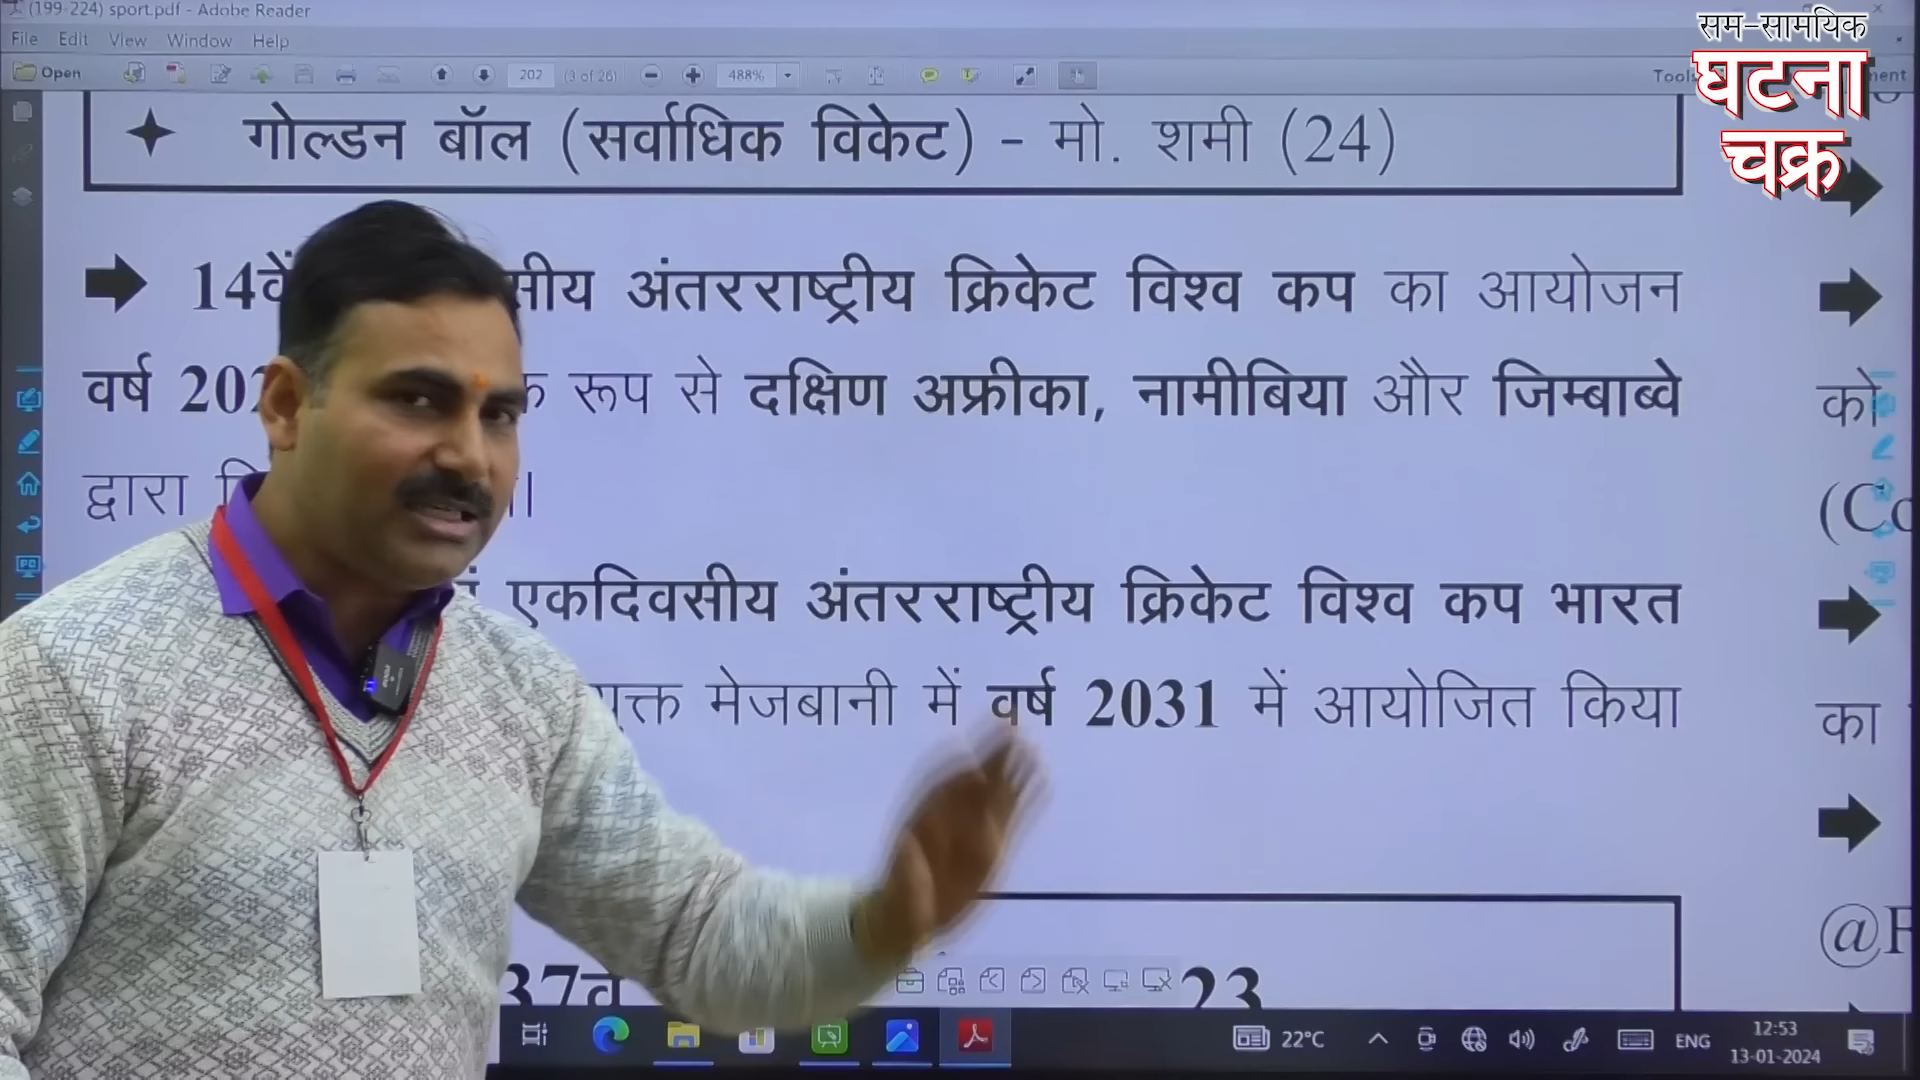 (199-224) sport.pdf - Adobe Reader
File Edit View Window Help
Open 202 (3 of 26) 488% Tools
सम-सामयिक
घटना
चक्र
गोल्डन बॉल (सर्वाधिक विकेट) - मो. शमी (24)
14वें अंतरराष्ट्रीय क्रिकेट विश्व कप का आयोजन
वर्ष रूप से दक्षिण अफ्रीका, नामीबिया और जिम्बाब्वे
द्वारा
एकदिवसीय अंतरराष्ट्रीय क्रिकेट विश्व कप भारत
मेजबानी में वर्ष 2031 में आयोजित किया
को
का
22°C ENG 12:53
13-01-2024